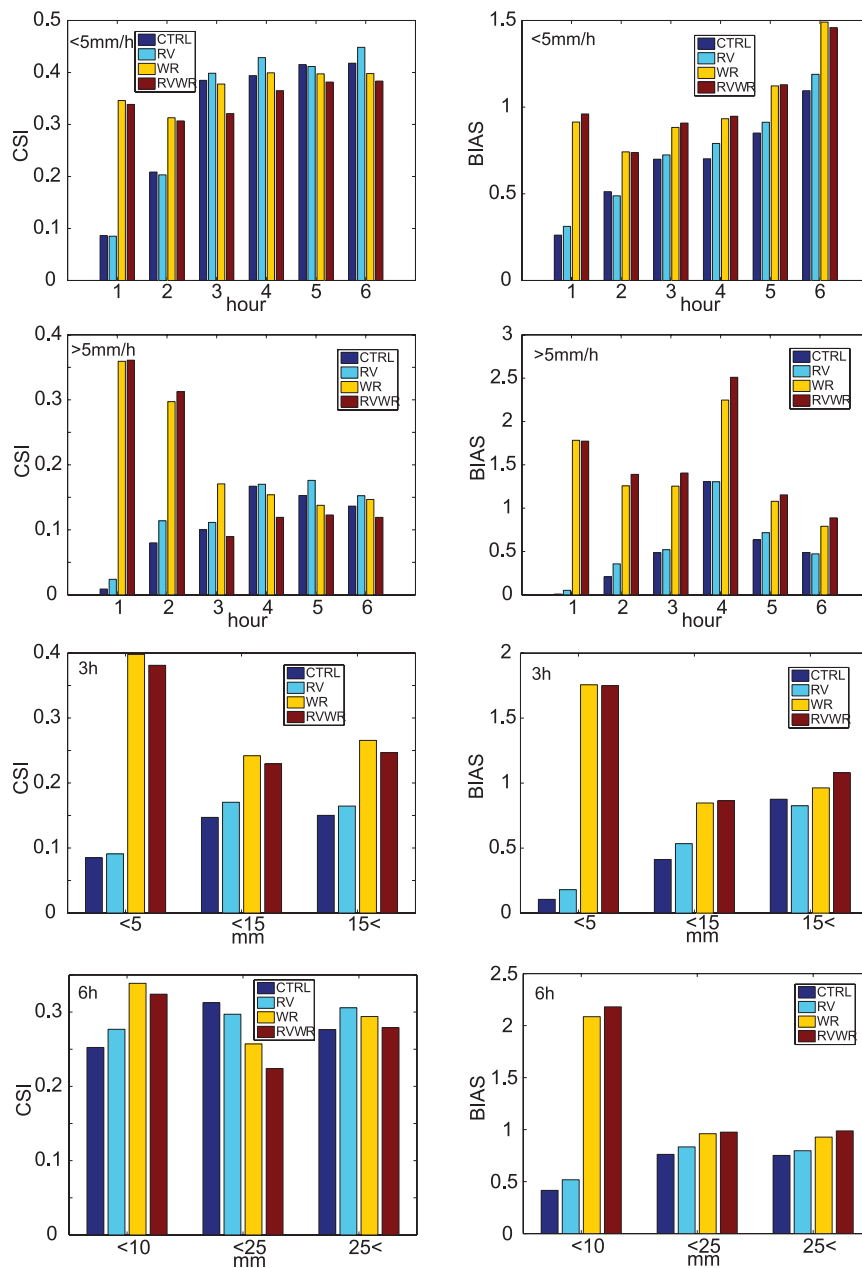 <5mm/h
CTRL
RV
WR
RVWR
CSI
0.5
0.4
0.3
0.2
0.1
0
1 2 3 4 5 6
hour
<5mm/h
CTRL
RV
WR
RVWR
BIAS
1.5
1
0.5
0
1 2 3 4 5 6
hour
>5mm/h
CTRL
RV
WR
RVWR
CSI
0.4
0.3
0.2
0.1
0
1 2 3 4 5 6
hour
>5mm/h
CTRL
RV
WR
RVWR
BIAS
3
2.5
2
1.5
1
0.5
0
1 2 3 4 5 6
hour
3h
CTRL
RV
WR
RVWR
CSI
0.4
0.3
0.2
0.1
0
<5 <15 15<
mm
3h
CTRL
RV
WR
RVWR
BIAS
2
1.5
1
0.5
0
<5 <15 15<
mm
6h
CTRL
RV
WR
RVWR
CSI
0.3
0.2
0.1
0
<10 <25 25<
mm
6h
CTRL
RV
WR
RVWR
BIAS
2.5
2
1.5
1
0.5
0
<10 <25 25<
mm